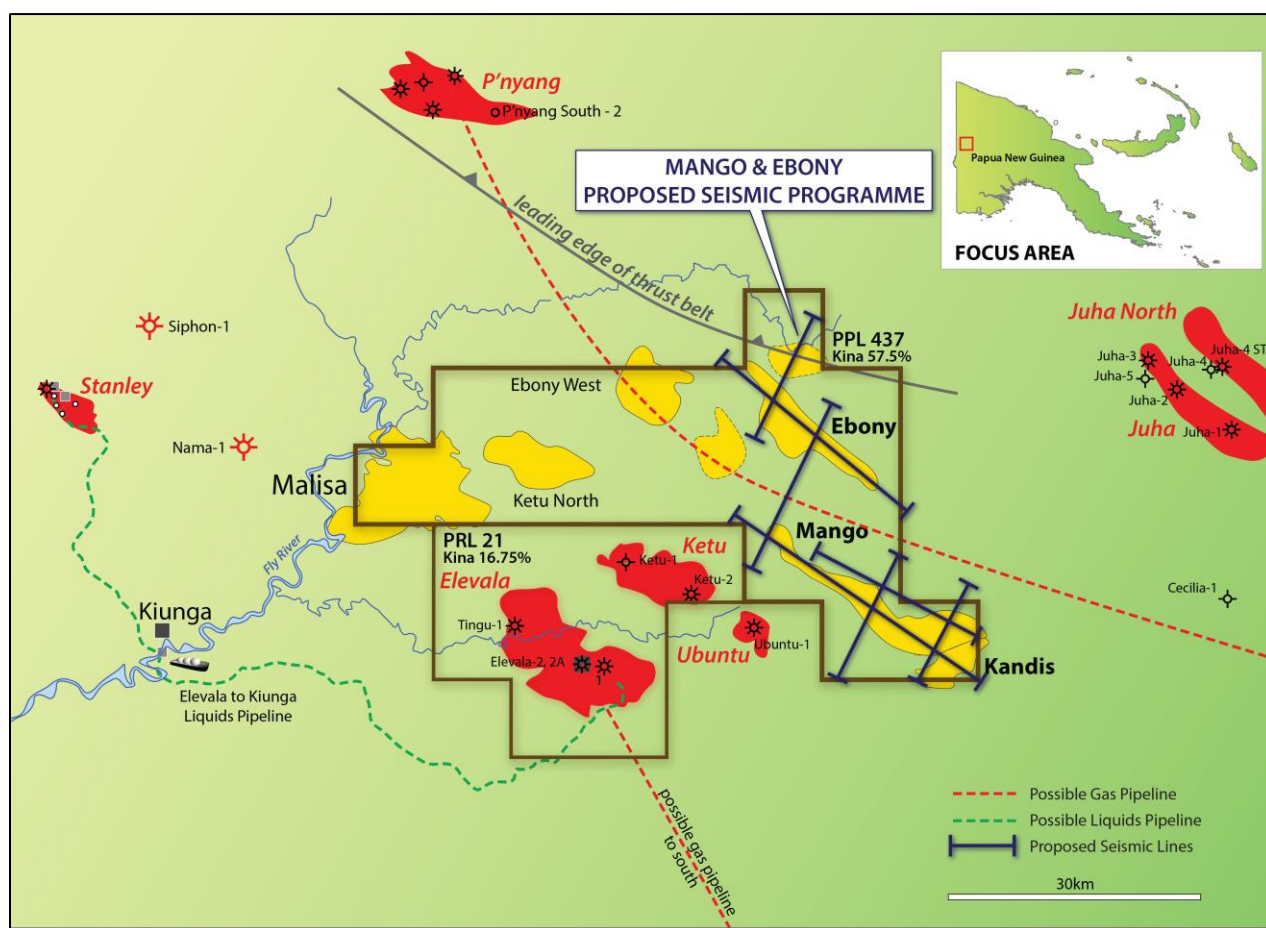 P'nyang
P'nyang South - 2
MANGO & EBONY
PROPOSED SEISMIC PROGRAMME
Papua New Guinea
FOCUS AREA
leading edge of thrust belt
Siphon-1
Juha North
PPL 437
Kina 57.5%
Juha-3
Juha-4
Juha-4 ST
Juha-5
Juha-2
Juha
Juha-1
Stanley
Ebony West
Ebony
Nama-1
Malisa
Ketu North
Mango
PRL 21
Kina 16.75%
Elevala
Ketu
Ketu-1
Ketu-2
Fly River
Cecilia-1
Kiunga
Tingu-1
Ubuntu
Ubuntu-1
Elevala-2, 2A
1
Kandis
Elevala to Kiunga
Liquids Pipeline
possible gas pipeline
to south
Possible Gas Pipeline
Possible Liquids Pipeline
Proposed Seismic Lines
30km